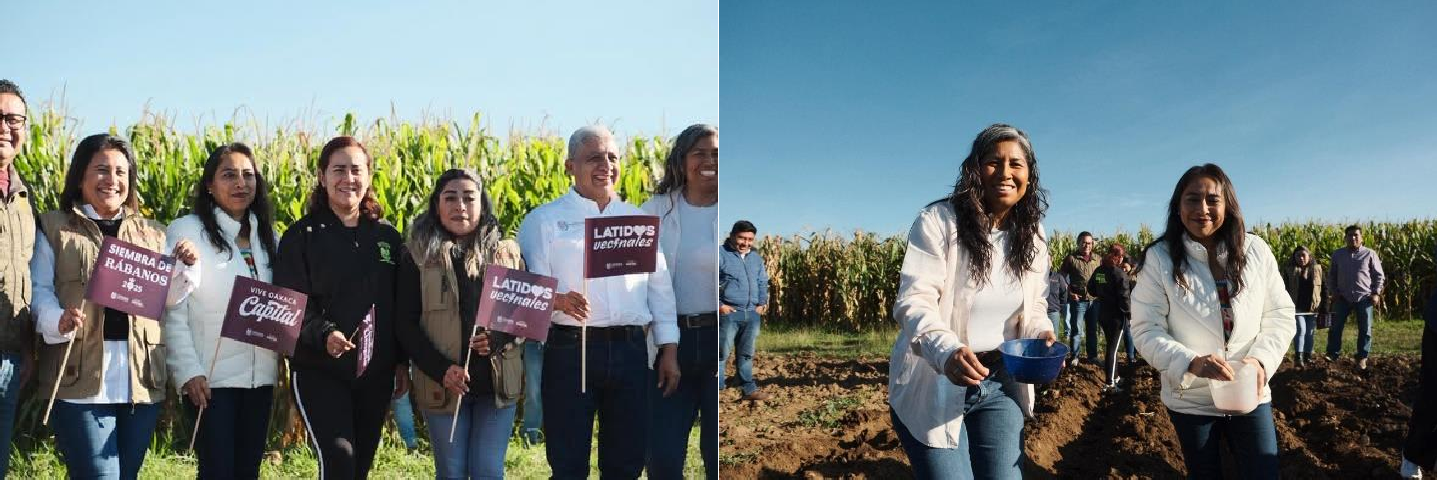 SIEMBRA DE
RÁBANOS
2025
VIVE OAXACA
Capital
LATIDOS
vecinales
LATIDOS
vecinales